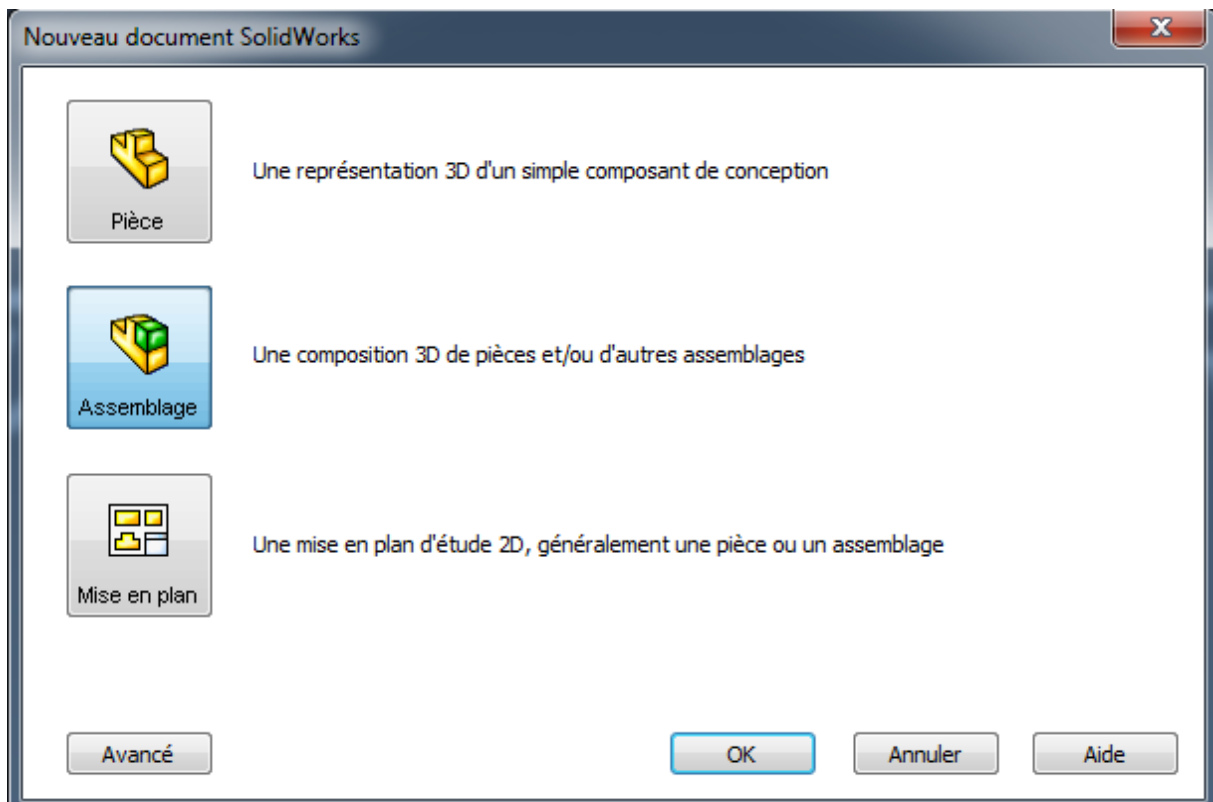 Nouveau document SolidWorks
Pièce
Une représentation 3D d'un simple composant de conception
Assemblage
Une composition 3D de pièces et/ou d'autres assemblages
Mise en plan
Une mise en plan d'étude 2D, généralement une pièce ou un assemblage
Avancé
OK
Annuler
Aide